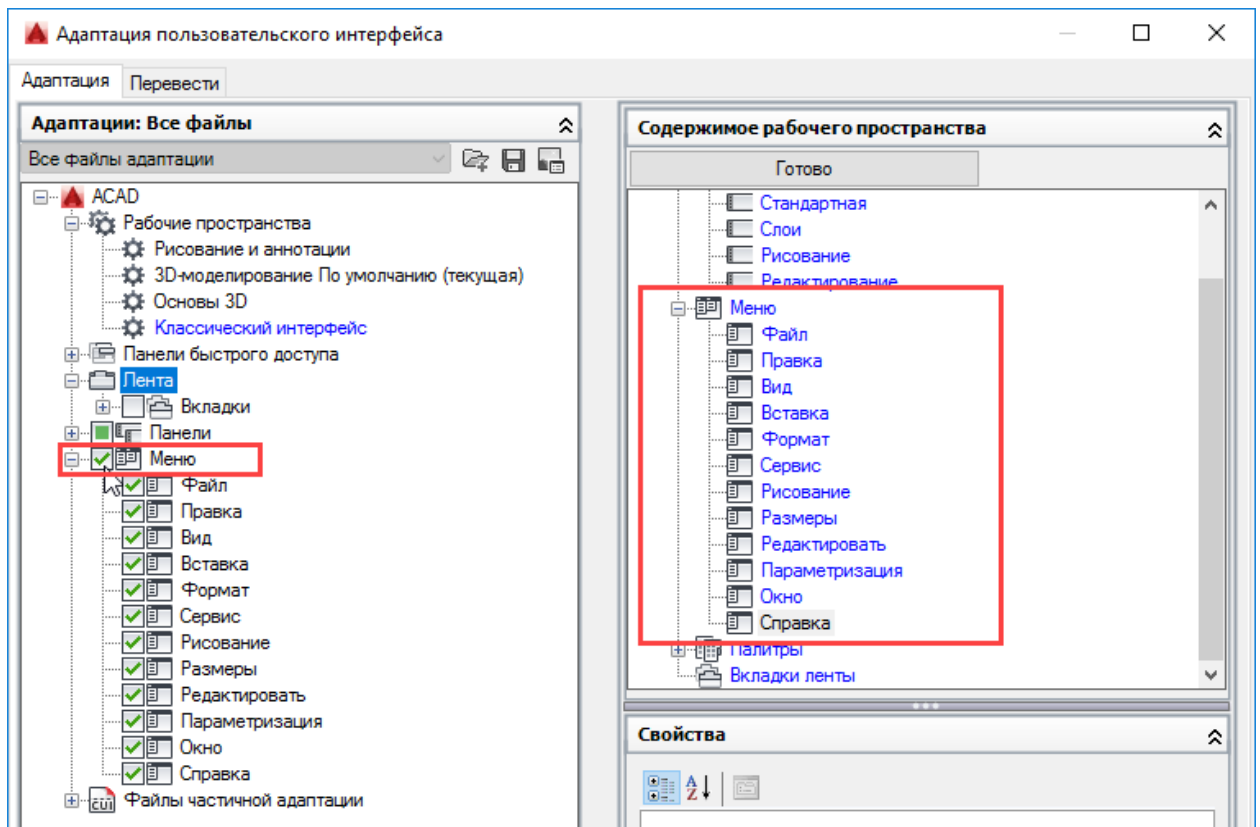 Адаптация пользовательского интерфейса
Адаптация
Перевести
Адаптации: Все файлы
Все файлы адаптации
ACAD
Рабочие пространства
Рисование и аннотации
3D-моделирование По умолчанию (текущая)
Основы 3D
Классический интерфейс
Панели быстрого доступа
Лента
Вкладки
Панели
Меню
Файл
Правка
Вид
Вставка
Формат
Сервис
Рисование
Размеры
Редактировать
Параметризация
Окно
Справка
CUI
Файлы частичной адаптации
Содержимое рабочего пространства
Готово
Стандартная
Слои
Рисование
Редактирование
Меню
Файл
Правка
Вид
Вставка
Формат
Сервис
Рисование
Размеры
Редактировать
Параметризация
Окно
Справка
Палитры
Вкладки ленты
Свойства
A
Z